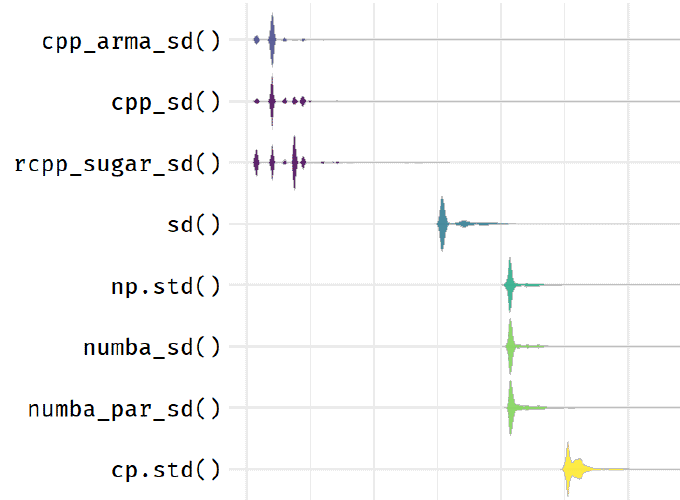 cpp_arma_sd()
cpp_sd()
rcpp_sugar_sd()
sd()
np.std()
numba_sd()
numba_par_sd()
cp.std()